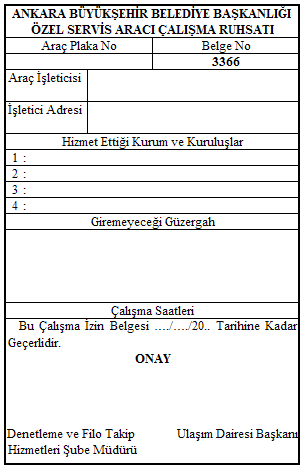 ANKARA BÜYÜKŞEHİR BELEDİYE BAŞKANLIĞI
ÖZEL SERVİS ARACI ÇALIŞMA RUHSATI
Araç Plaka No Belge No
3366
Araç İşleticisi
İşletici Adresi
Hizmet Ettiği Kurum ve Kuruluşlar
1 :
2 :
3 :
4 :
Giremeyeceği Güzergah
Çalışma Saatleri
Bu Çalışma İzin Belgesi …./…./20.. Tarihine Kadar
Geçerlidir.
ONAY
Denetleme ve Filo Takip Ulaşım Dairesi Başkanı
Hizmetleri Şube Müdürü